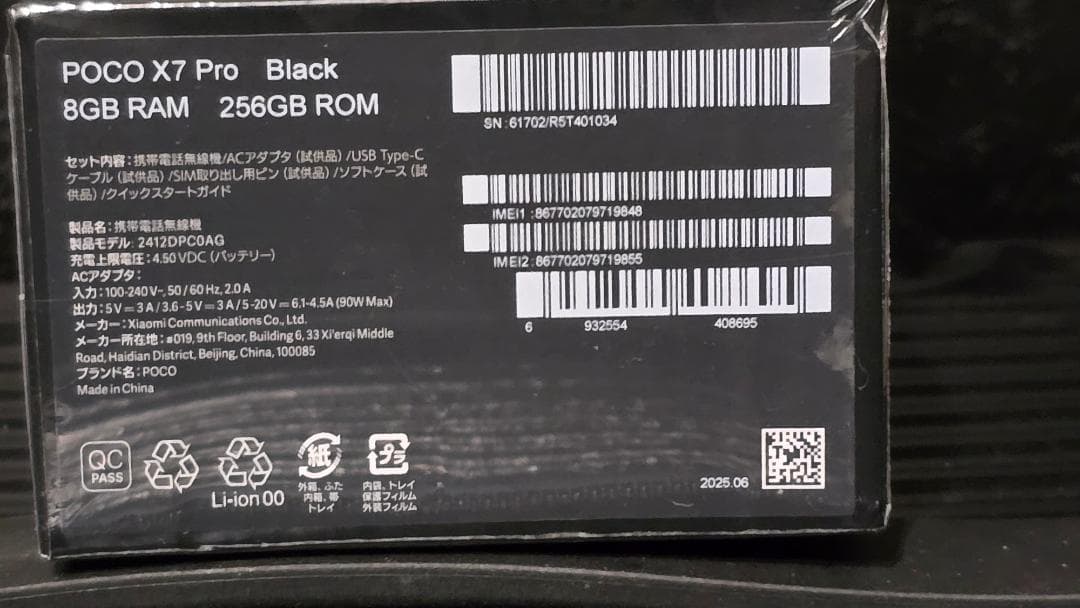 POCO X7 Pro Black
8GB RAM 256GB ROM
SN: 61702/R5T401034
セット内容：携帯電話無線機/ACアダプタ（試供品）/USB Type-C
ケーブル（試供品）/SIM取り出し用ピン（試供品）/ソフトケース（試
供品）/クイックスタートガイド
IMEI1 :867702079719848
IMEI2 :867702079719855
6 932554 408695
製品名：携帯電話無線機
製品モデル：2412DPC0AG
充電上限電圧：4.50 VDC（バッテリー）
ACアダプタ：
入力：100-240 V~, 50 / 60 Hz, 2.0 A
出力：5 V⎓3 A / 3.6-5 V⎓3 A / 5-20 V⎓6.1-4.5A (90W Max)
メーカー：Xiaomi Communications Co., Ltd.
メーカー所在地：#019, 9th Floor, Building 6, 33 Xi'erqi Middle
Road, Haidian District, Beijing, China, 100085
ブランド名：POCO
Made in China
QC
PASS
Li-ion 00
紙
外箱、ふた
内箱、帯
トレイ
プラ
内袋、トレイ
保護フィルム
外装フィルム
2025.06